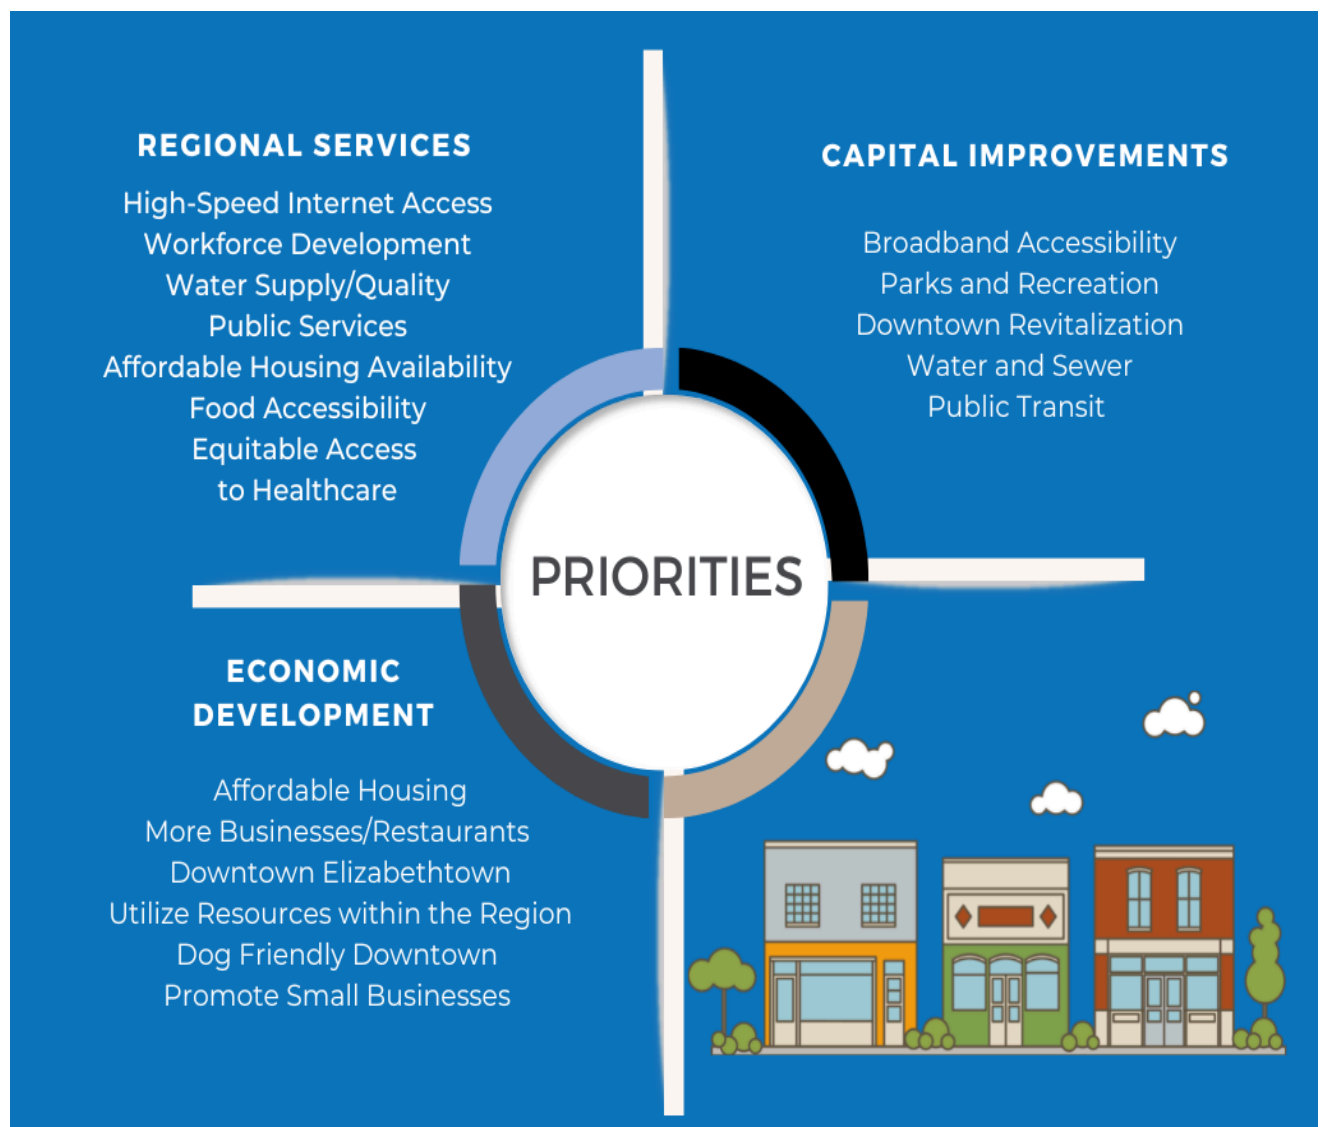 REGIONAL SERVICES
High-Speed Internet Access
Workforce Development
Water Supply/Quality
Public Services
Affordable Housing Availability
Food Accessibility
Equitable Access
to Healthcare
CAPITAL IMPROVEMENTS
Broadband Accessibility
Parks and Recreation
Downtown Revitalization
Water and Sewer
Public Transit
PRIORITIES
ECONOMIC
DEVELOPMENT
Affordable Housing
More Businesses/Restaurants
Downtown Elizabethtown
Utilize Resources within the Region
Dog Friendly Downtown
Promote Small Businesses